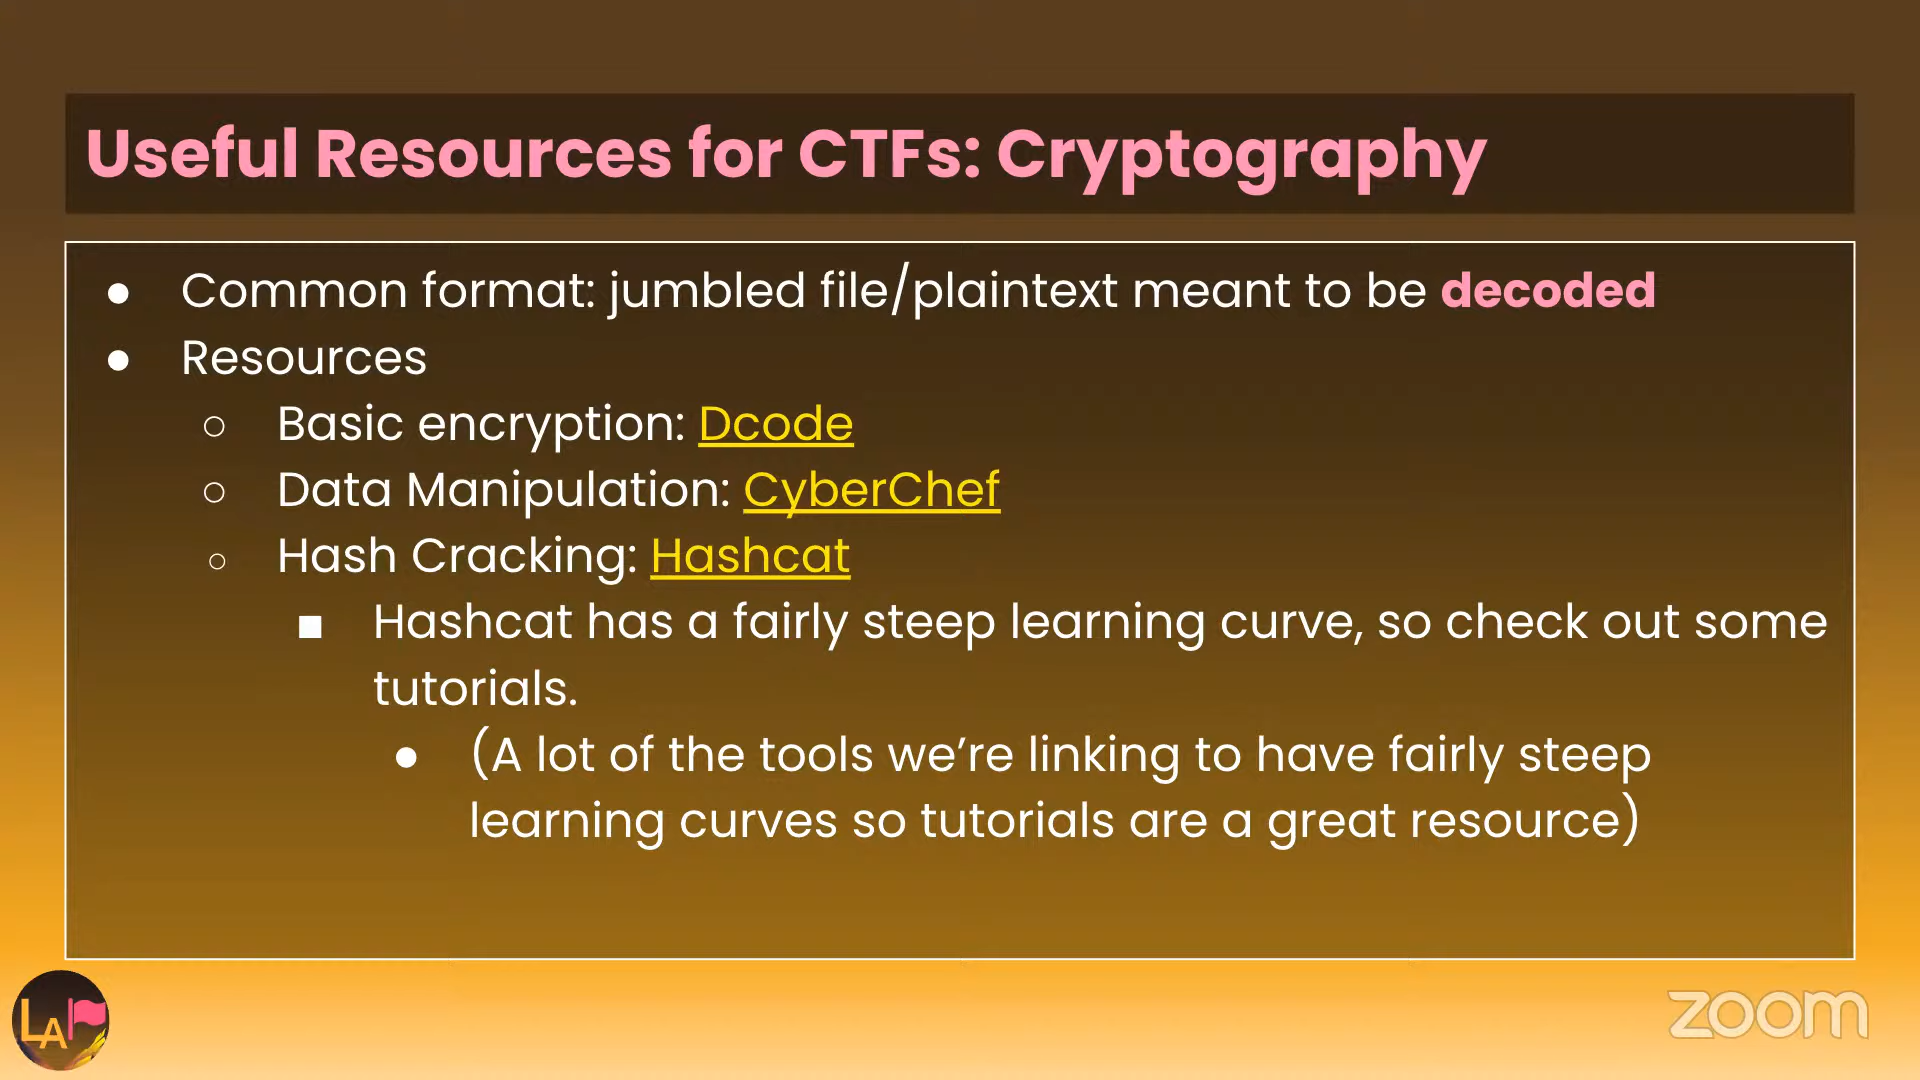 Useful Resources for CTFs: Cryptography
● Common format: jumbled file/plaintext meant to be decoded
● Resources
○ Basic encryption: Dcode
○ Data Manipulation: CyberChef
○ Hash Cracking: Hashcat
■ Hashcat has a fairly steep learning curve, so check out some
tutorials.
● (A lot of the tools we’re linking to have fairly steep
learning curves so tutorials are a great resource)
LA
zoom